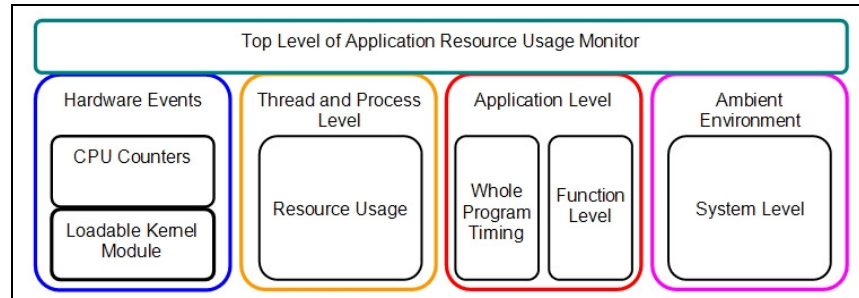 Top Level of Application Resource Usage Monitor
Hardware Events
CPU Counters
Loadable Kernel
Module
Thread and Process
Level
Resource Usage
Application Level
Whole
Program
Timing
Function
Level
Ambient
Environment
System Level